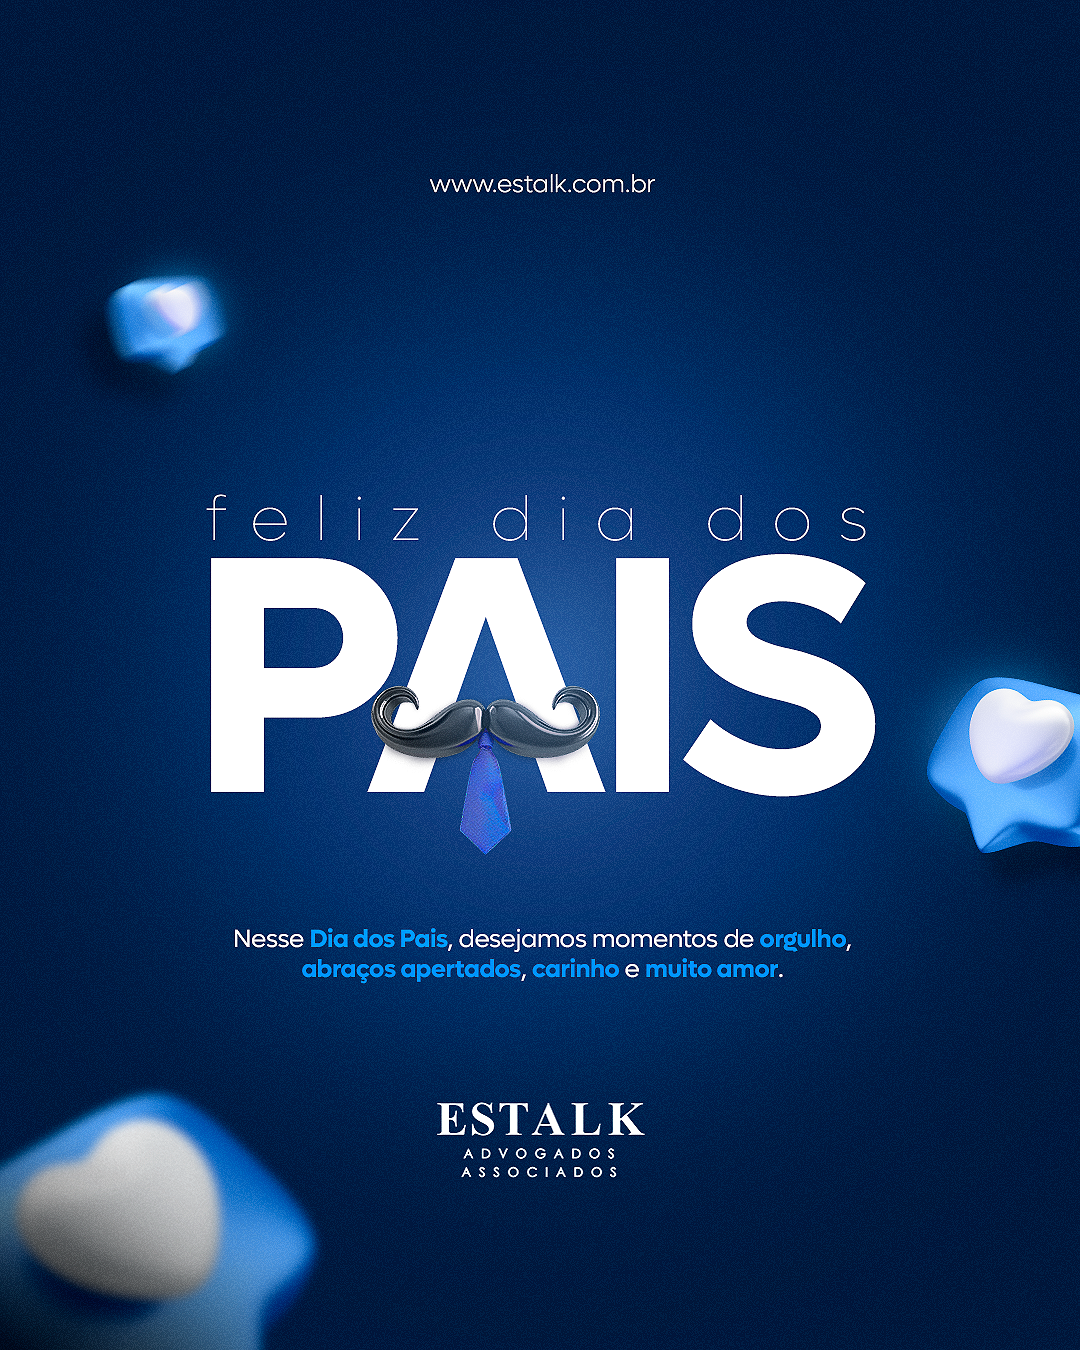 www.estalk.com.br
feliz dia dos
PAIS
Nesse Dia dos Pais, desejamos momentos de orgulho,
abraços apertados, carinho e muito amor.
ESTALK
ADVOGADOS
ASSOCIADOS